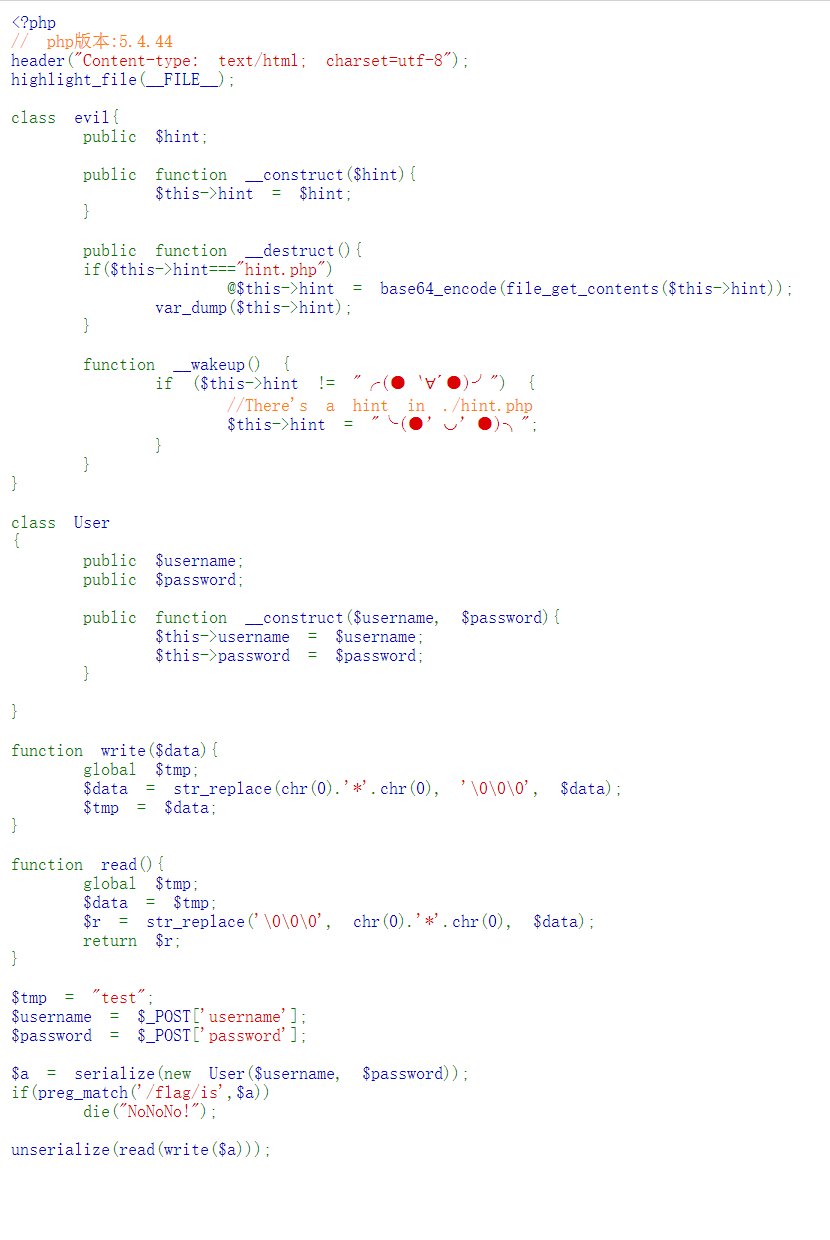 <?php
// php版本:5.4.44
header("Content-type: text/html; charset=utf-8");
highlight_file(__FILE__);
class evil{
public $hint;
public function __construct($hint){
$this->hint = $hint;
}
public function __destruct(){
if($this->hint==="hint.php")
@$this->hint = base64_encode(file_get_contents($this->hint));
var_dump($this->hint);
}
function __wakeup() {
if ($this->hint != "╭(●｀∀´●)╯") {
//There's a hint in ./hint.php
$this->hint = "╰(●’◡’●)╮";
}
}
}
class User
{
public $username;
public $password;
public function __construct($username, $password){
$this->username = $username;
$this->password = $password;
}
}
function write($data){
global $tmp;
$data = str_replace(chr(0).'*'.chr(0), '\0\0\0', $data);
$tmp = $data;
}
function read(){
global $tmp;
$data = $tmp;
$r = str_replace('\0\0\0', chr(0).'*'.chr(0), $data);
return $r;
}
$tmp = "test";
$username = $_POST['username'];
$password = $_POST['password'];
$a = serialize(new User($username, $password));
if(preg_match('/flag/is',$a))
die("NoNoNo!");
unserialize(read(write($a)));